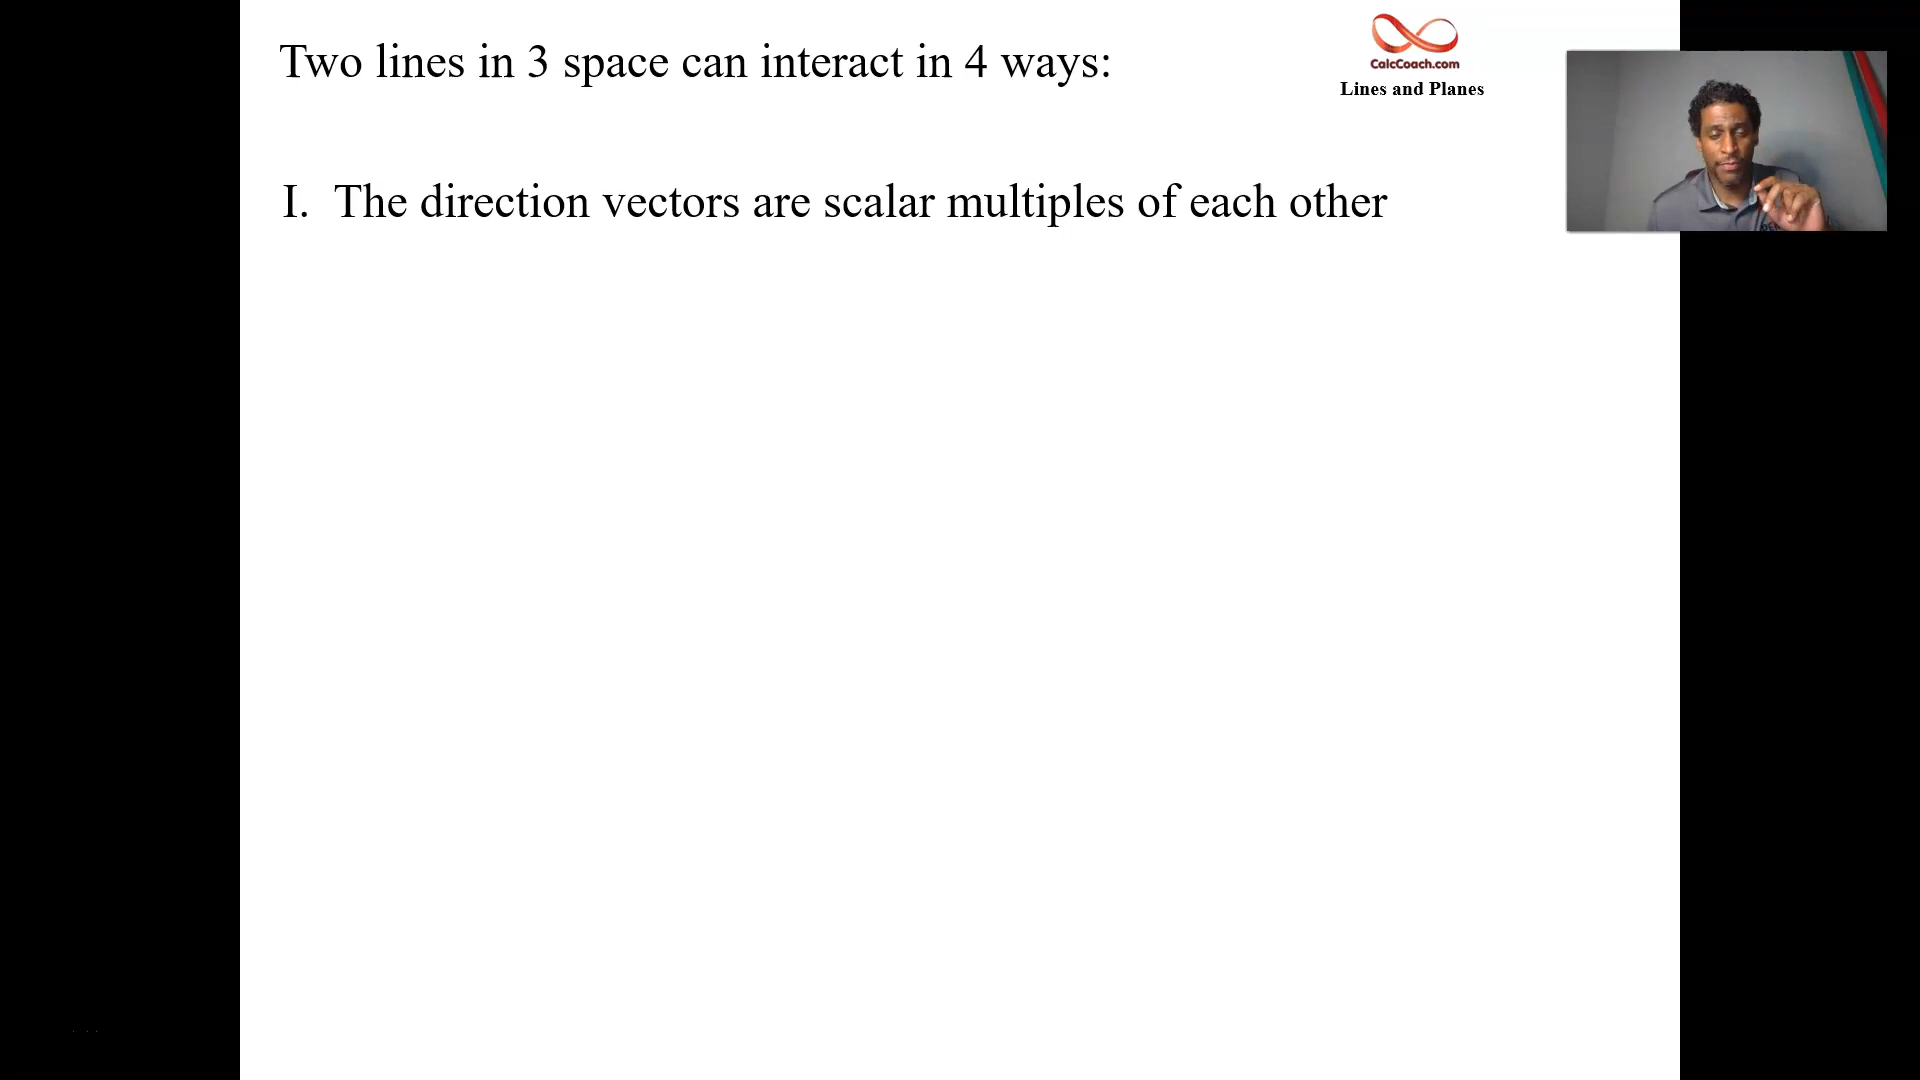 Two lines in 3 space can interact in 4 ways:
CalcCoach.com
Lines and Planes
I. The direction vectors are scalar multiples of each other